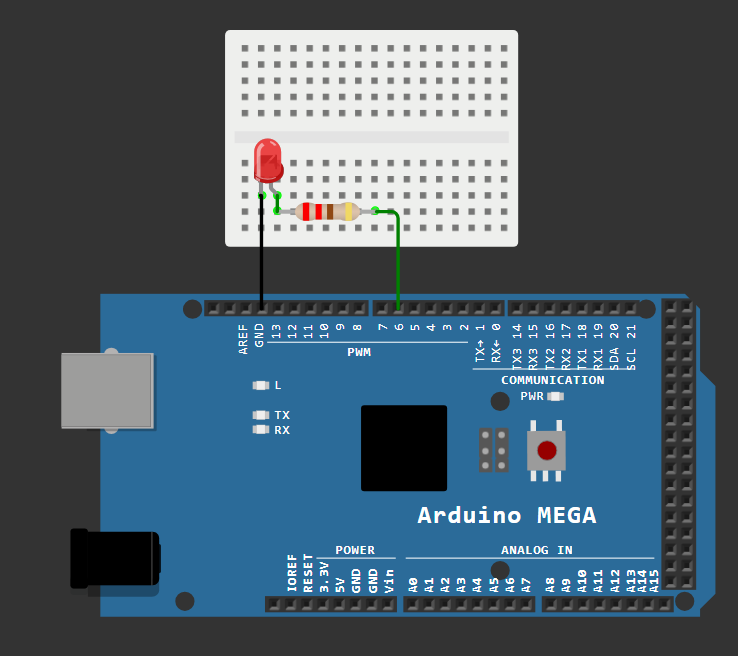 AREF GND 13 12 11 10 9 8 7 6 5 4 3 2 TX→ 1 RX← 0 TX3 14 RX3 15 TX2 16 RX2 17 TX1 18 RX1 19 SDA 20 SCL 21
PWM
COMMUNICATION
PWR
L
TX
RX
Arduino MEGA
POWER
ANALOG IN
IOREF RESET 3.3V 5V GND GND Vin A0 A1 A2 A3 A4 A5 A6 A7 A8 A9 A10 A11 A12 A13 A14 A15